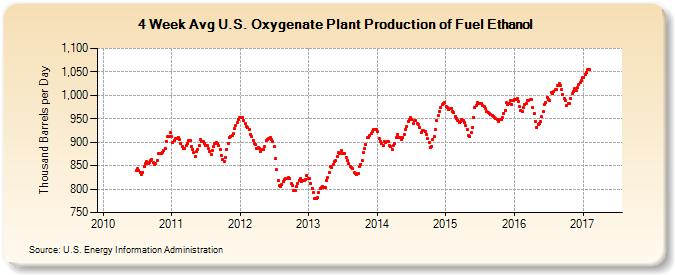 4 Week Avg U.S. Oxygenate Plant Production of Fuel Ethanol
Thousand Barrels per Day
1,100
1,050
1,000
950
900
850
800
750
2010 2011 2012 2013 2014 2015 2016 2017
Source: U.S. Energy Information Administration